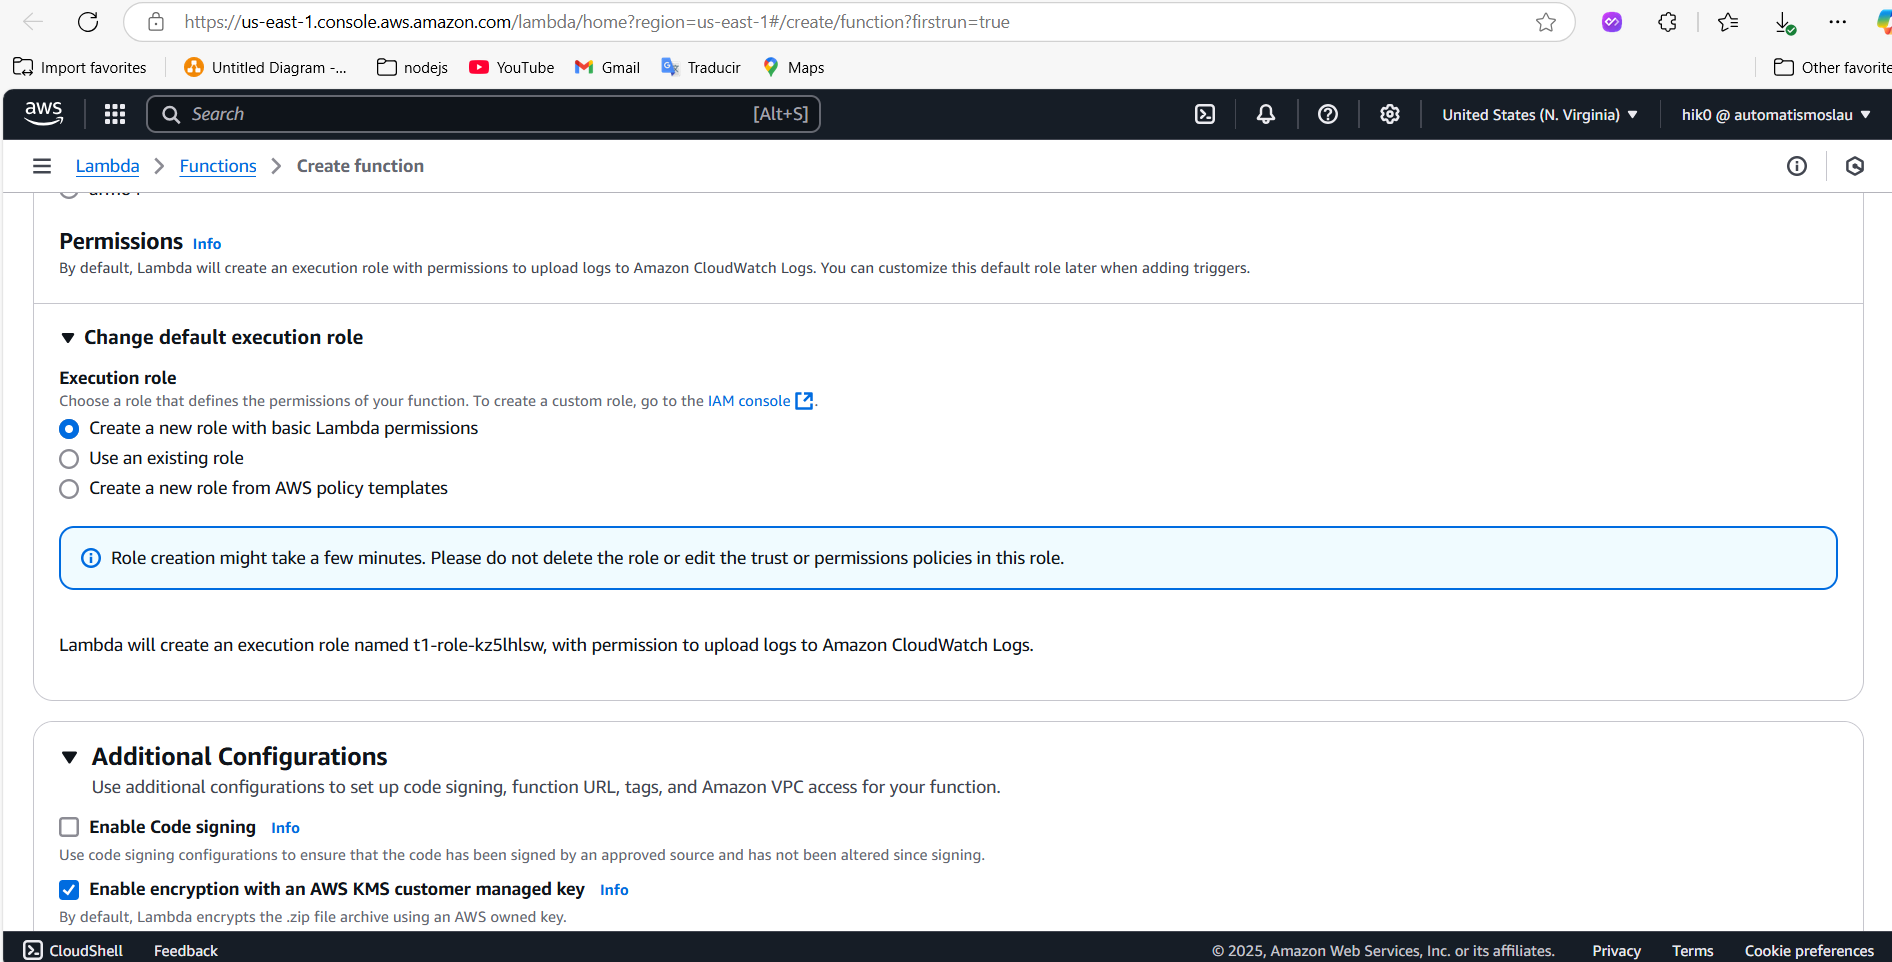 https://us-east-1.console.aws.amazon.com/lambda/home?region=us-east-1#/create/function?firstrun=true
Import favorites Untitled Diagram -... nodejs YouTube Gmail Traducir Maps Other favorite
aws Search [Alt+S] United States (N. Virginia) hik0 @ automatismoslau
Lambda > Functions > Create function
Permissions Info
By default, Lambda will create an execution role with permissions to upload logs to Amazon CloudWatch Logs. You can customize this default role later when adding triggers.
Change default execution role
Execution role
Choose a role that defines the permissions of your function. To create a custom role, go to the IAM console.
Create a new role with basic Lambda permissions
Use an existing role
Create a new role from AWS policy templates
Role creation might take a few minutes. Please do not delete the role or edit the trust or permissions policies in this role.
Lambda will create an execution role named t1-role-kz5lhlsw, with permission to upload logs to Amazon CloudWatch Logs.
Additional Configurations
Use additional configurations to set up code signing, function URL, tags, and Amazon VPC access for your function.
Enable Code signing Info
Use code signing configurations to ensure that the code has been signed by an approved source and has not been altered since signing.
Enable encryption with an AWS KMS customer managed key Info
By default, Lambda encrypts the .zip file archive using an AWS owned key.
CloudShell Feedback © 2025, Amazon Web Services, Inc. or its affiliates. Privacy Terms Cookie preferences